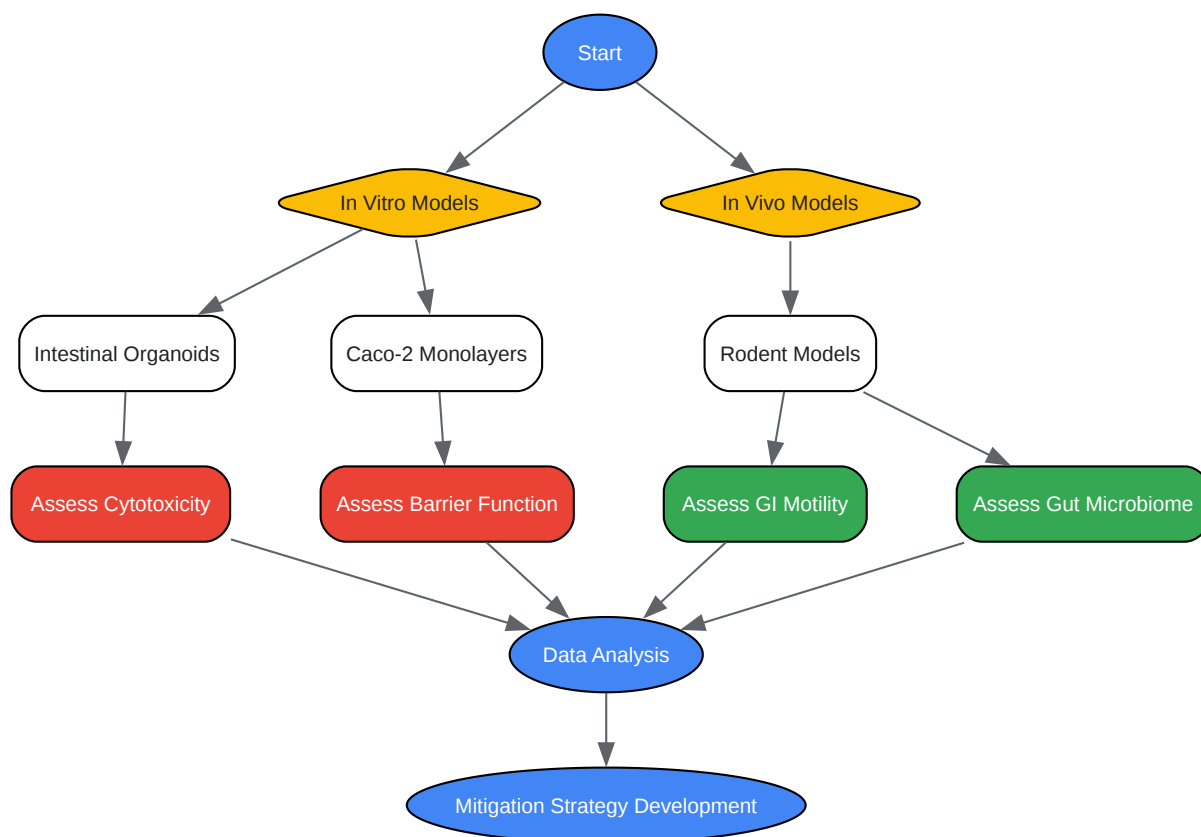 Start
In Vitro Models
In Vivo Models
Intestinal Organoids
Caco-2 Monolayers
Rodent Models
Assess Cytotoxicity
Assess Barrier Function
Assess GI Motility
Assess Gut Microbiome
Data Analysis
Mitigation Strategy Development